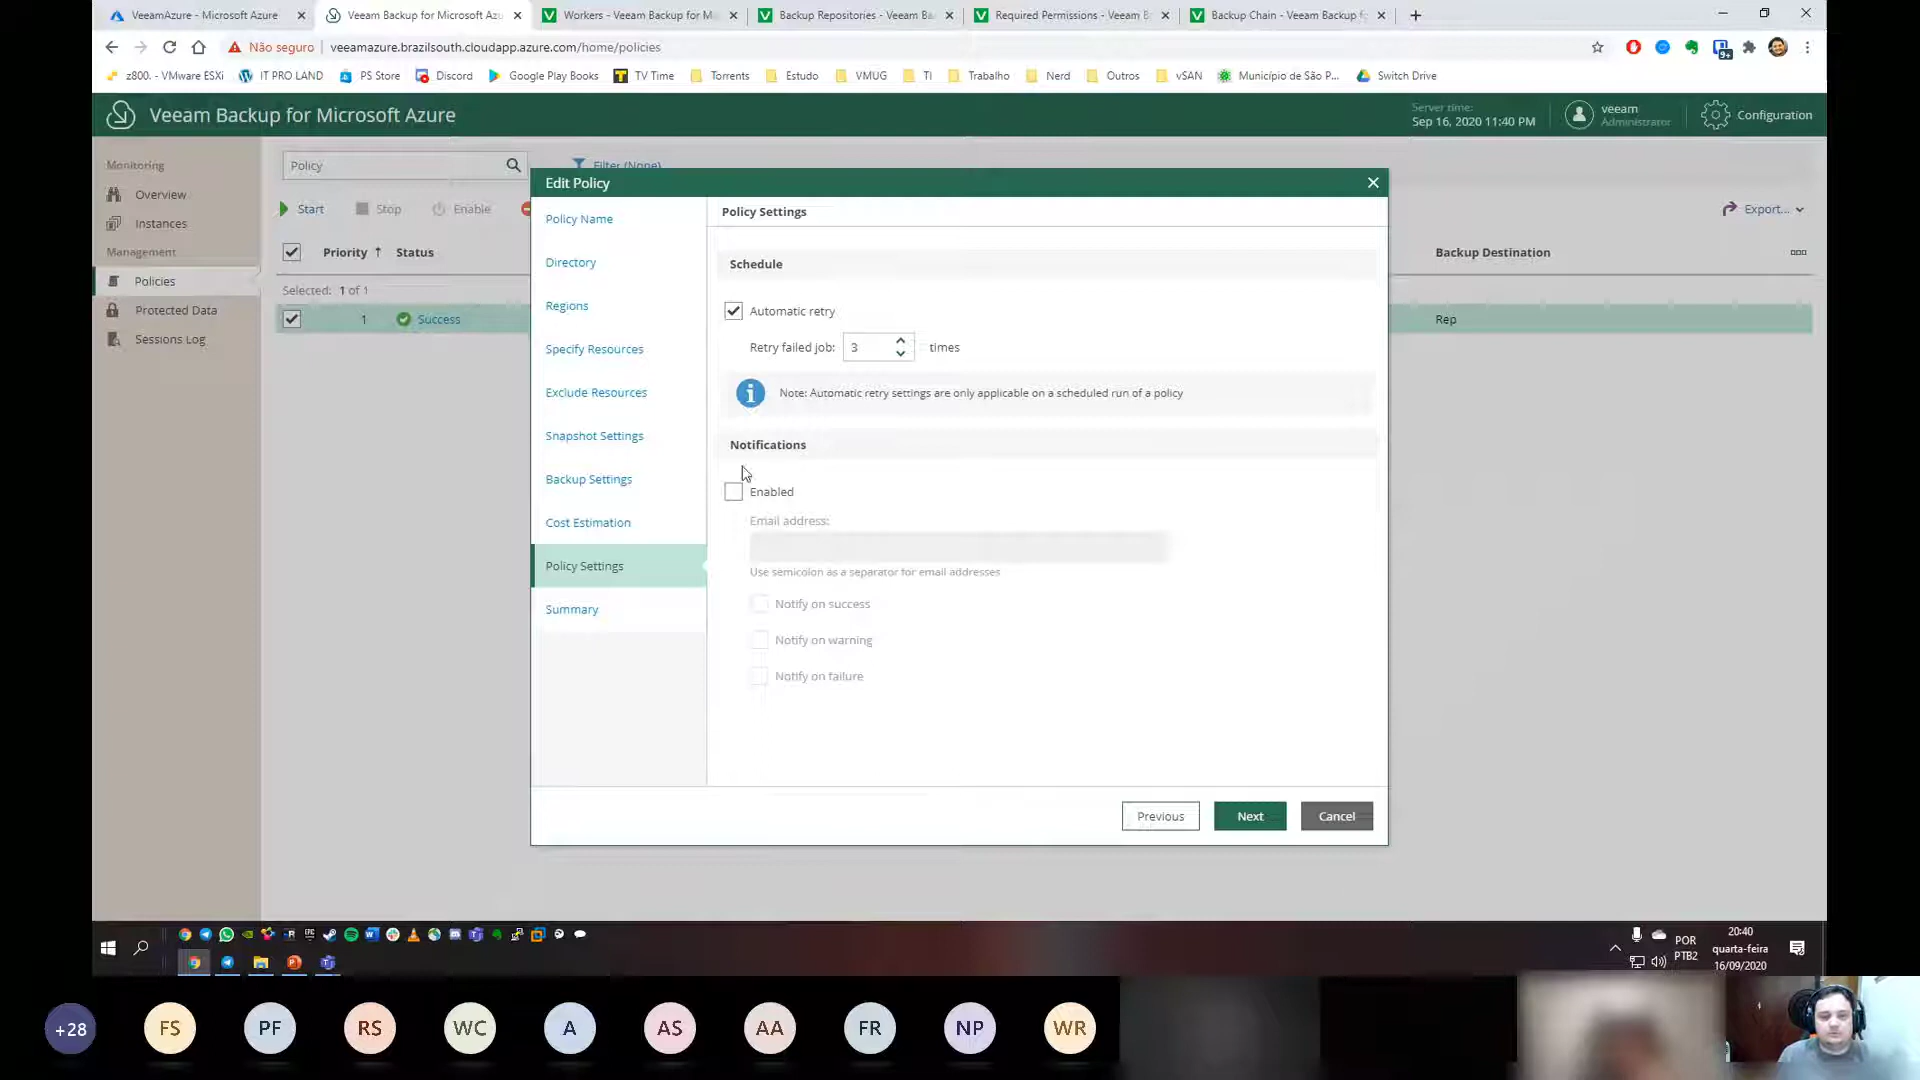 VeeamAzure - Microsoft Azure
Veeam Backup for Microsoft Azu
Workers - Veeam Backup for M
Backup Repositories - Veeam Ba
Required Permissions - Veeam B
Backup Chain - Veeam Backup f
Não seguro
veeamazure.brazilsouth.cloudapp.azure.com/home/policies
z800. - VMware ESXi
IT PRO LAND
PS Store
Discord
Google Play Books
TV Time
Torrents
Estudo
VMUG
TI
Trabalho
Nerd
Outros
vSAN
Município de São P...
Switch Drive
Veeam Backup for Microsoft Azure
Server time:
Sep 16, 2020 11:40 PM
veeam
Administrator
Configuration
Monitoring
Overview
Instances
Management
Policies
Protected Data
Sessions Log
Policy
Filter (None)
Start
Stop
Enable
Export...
Priority
Status
Backup Destination
Selected: 1 of 1
1
Success
Rep
Edit Policy
Policy Name
Directory
Regions
Specify Resources
Exclude Resources
Snapshot Settings
Backup Settings
Cost Estimation
Policy Settings
Summary
Policy Settings
Schedule
Automatic retry
Retry failed job: 3 times
Note: Automatic retry settings are only applicable on a scheduled run of a policy
Notifications
Enabled
Email address:
Use semicolon as a separator for email addresses
Notify on success
Notify on warning
Notify on failure
Previous
Next
Cancel
POR
PTB2
20:40
quarta-feira
16/09/2020
+28
FS
PF
RS
WC
A
AS
AA
FR
NP
WR